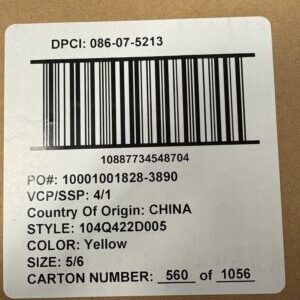 DPCI: 086-07-5213
10887734548704
PO#: 10001001828-3890
VCP/SSP: 4/1
Country Of Origin: CHINA
STYLE: 104Q422D005
COLOR: Yellow
SIZE: 5/6
CARTON NUMBER: 560 of 1056